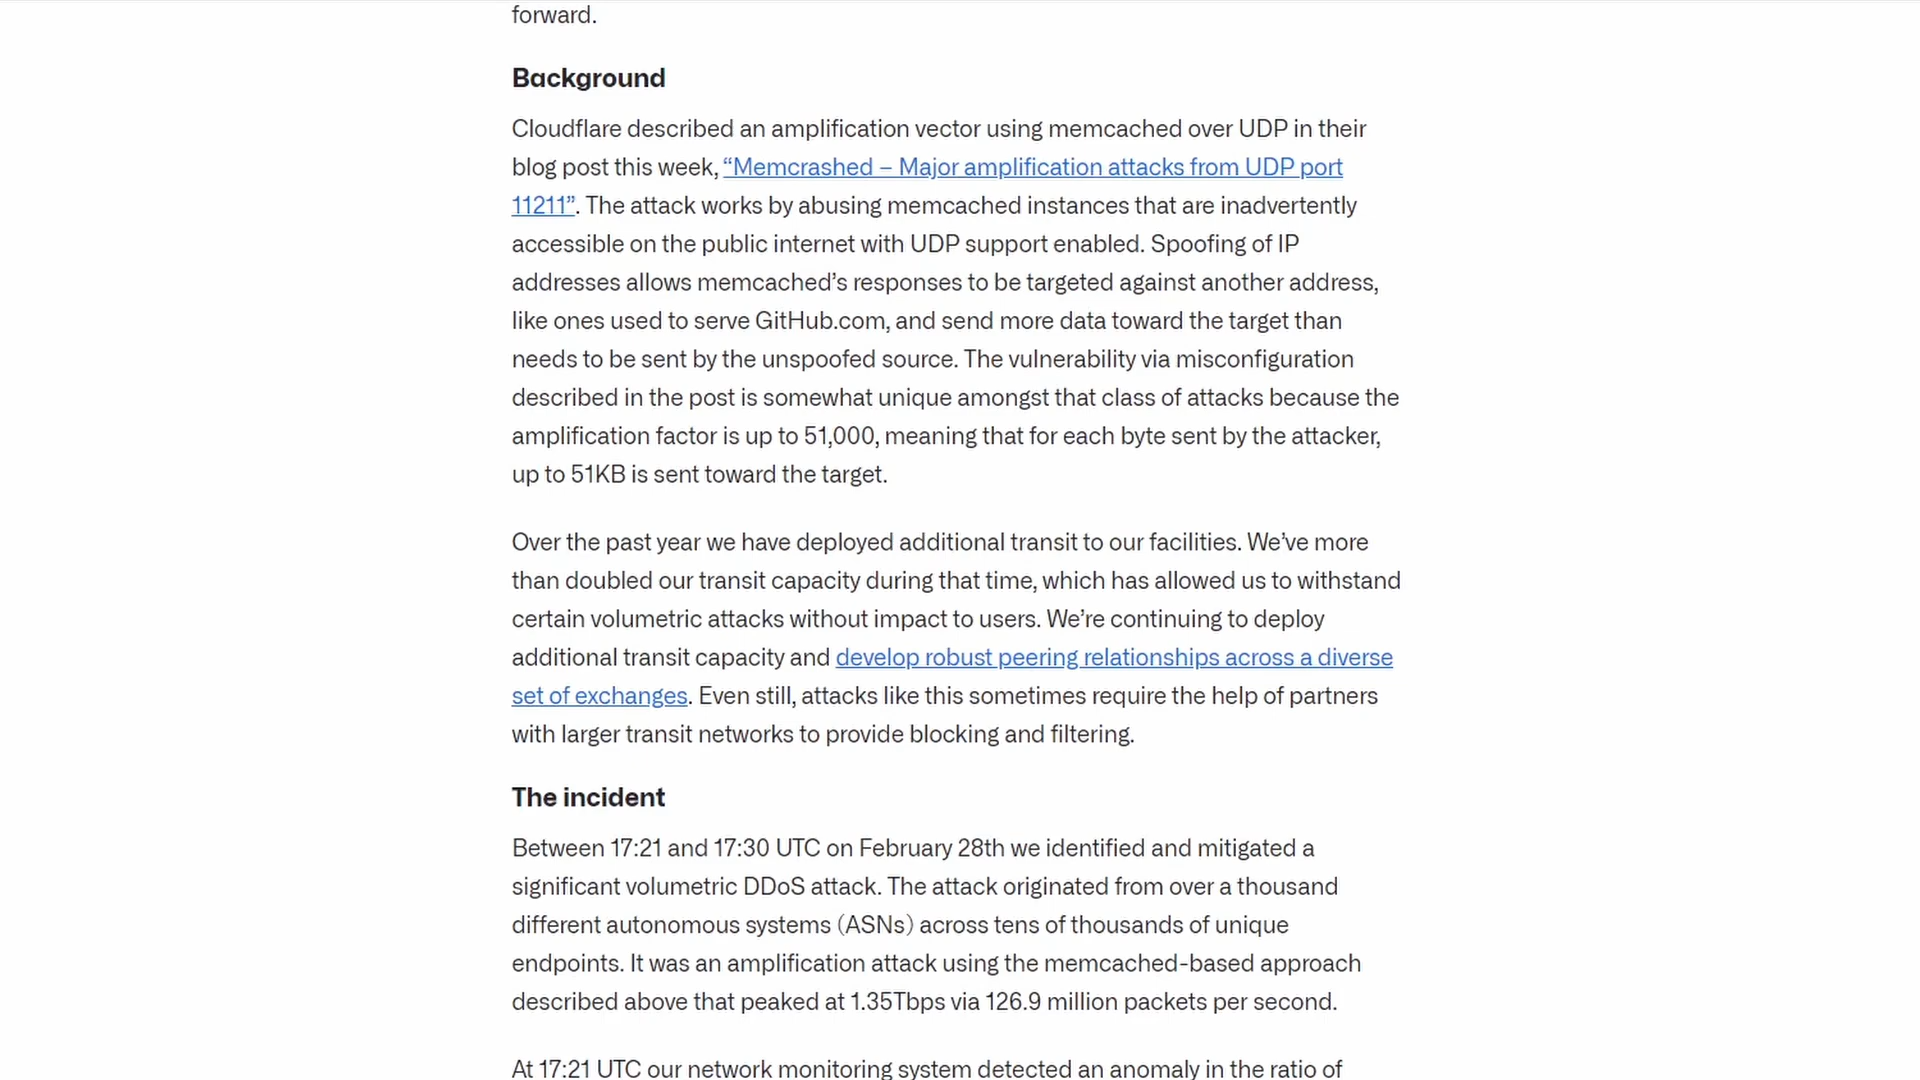 forward.
Background
Cloudflare described an amplification vector using memcached over UDP in their
blog post this week, “Memcrashed – Major amplification attacks from UDP port
11211”. The attack works by abusing memcached instances that are inadvertently
accessible on the public internet with UDP support enabled. Spoofing of IP
addresses allows memcached’s responses to be targeted against another address,
like ones used to serve GitHub.com, and send more data toward the target than
needs to be sent by the unspoofed source. The vulnerability via misconfiguration
described in the post is somewhat unique amongst that class of attacks because the
amplification factor is up to 51,000, meaning that for each byte sent by the attacker,
up to 51KB is sent toward the target.
Over the past year we have deployed additional transit to our facilities. We’ve more
than doubled our transit capacity during that time, which has allowed us to withstand
certain volumetric attacks without impact to users. We’re continuing to deploy
additional transit capacity and develop robust peering relationships across a diverse
set of exchanges. Even still, attacks like this sometimes require the help of partners
with larger transit networks to provide blocking and filtering.
The incident
Between 17:21 and 17:30 UTC on February 28th we identified and mitigated a
significant volumetric DDoS attack. The attack originated from over a thousand
different autonomous systems (ASNs) across tens of thousands of unique
endpoints. It was an amplification attack using the memcached-based approach
described above that peaked at 1.35Tbps via 126.9 million packets per second.
At 17:21 UTC our network monitoring system detected an anomaly in the ratio of